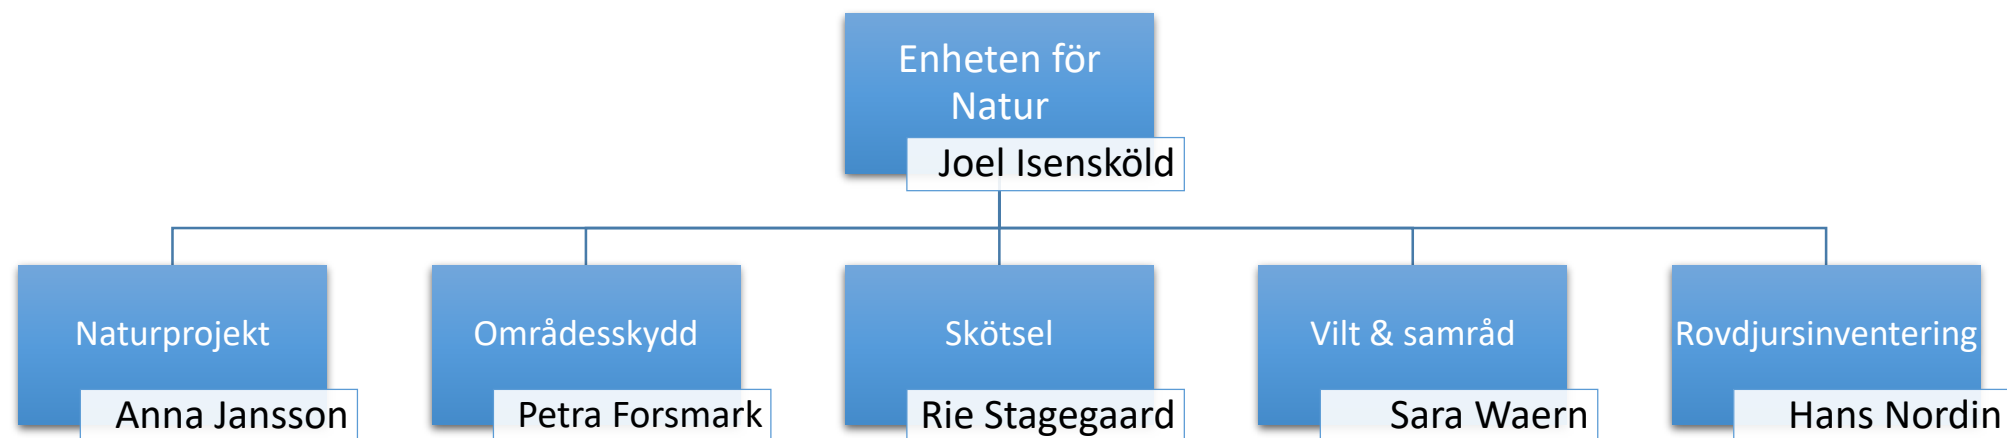 Enheten för
Natur
Joel Isensköld
Naturprojekt
Anna Jansson
Områdesskydd
Petra Forsmark
Skötsel
Rie Stagegaard
Vilt & samråd
Sara Waern
Rovdjursinventering
Hans Nordin